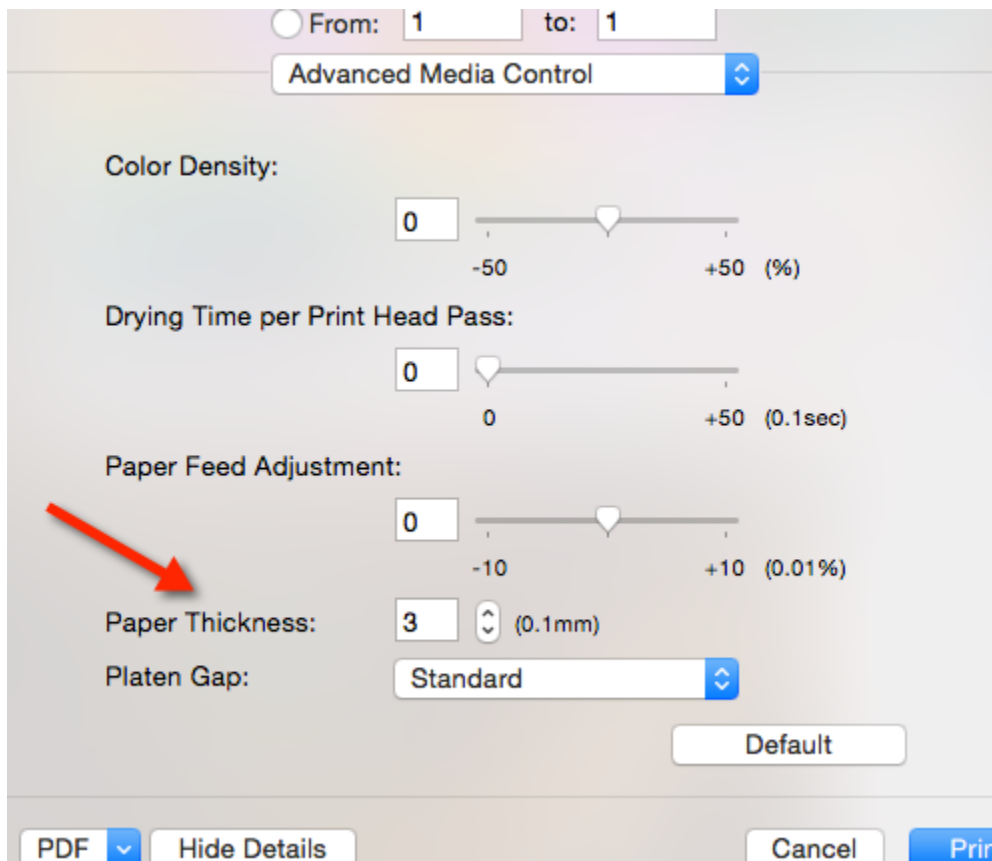 From: 1 to: 1
Advanced Media Control
Color Density:
0
-50 +50 (%)
Drying Time per Print Head Pass:
0
0 +50 (0.1sec)
Paper Feed Adjustment:
0
-10 +10 (0.01%)
Paper Thickness: 3 (0.1mm)
Platen Gap: Standard
Default
PDF Hide Details Cancel Prin